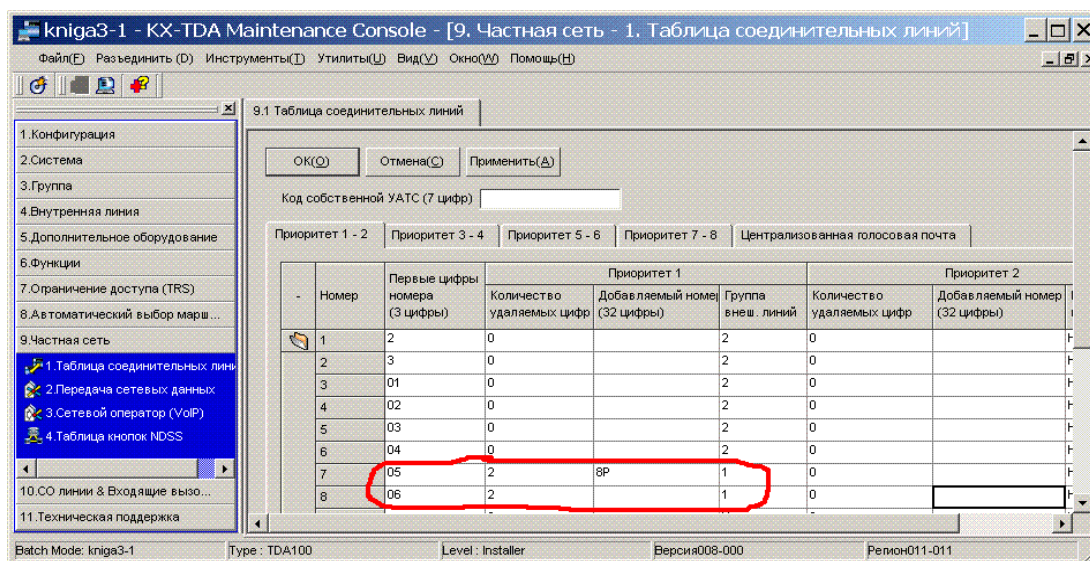 kniga3-1 - KX-TDA Maintenance Console - [9. Частная сеть - 1. Таблица соединительных линий]
Файл(F) Разъединить (D) Инструменты(T) Утилиты(U) Вид(V) Окно(W) Помощь(H)
9.1 Таблица соединительных линий
1.Конфигурация
2.Система
3.Группа
4.Внутренняя линия
5.Дополнительное оборудование
6.Функции
7.Ограничение доступа (TRS)
8.Автоматический выбор марш...
9.Частная сеть
1.Таблица соединительных лини
2.Передача сетевых данных
3.Сетевой оператор (VoIP)
4.Таблица кнопок NDSS
10.CO линии & Входящие вызо...
11.Техническая поддержка
ОК(O) Отмена(C) Применить(A)
Код собственной УАТС (7 цифр)
Приоритет 1 - 2 Приоритет 3 - 4 Приоритет 5 - 6 Приоритет 7 - 8 Централизованная голосовая почта
Приоритет 1 Приоритет 2
- Номер Первые цифры номера (3 цифры) Количество удаляемых цифр Добавляемый номер (32 цифры) Группа внеш. линий Количество удаляемых цифр Добавляемый номер (32 цифры)
1 2 0 2 0 Н
2 3 0 2 0 Н
3 01 0 2 0 Н
4 02 0 2 0 Н
5 03 0 2 0 Н
6 04 0 2 0 Н
7 05 2 8P 1 0 Н
8 06 2 1 0 Н
Batch Mode: kniga3-1 Type : TDA100 Level : Installer Версия008-000 Регион011-011